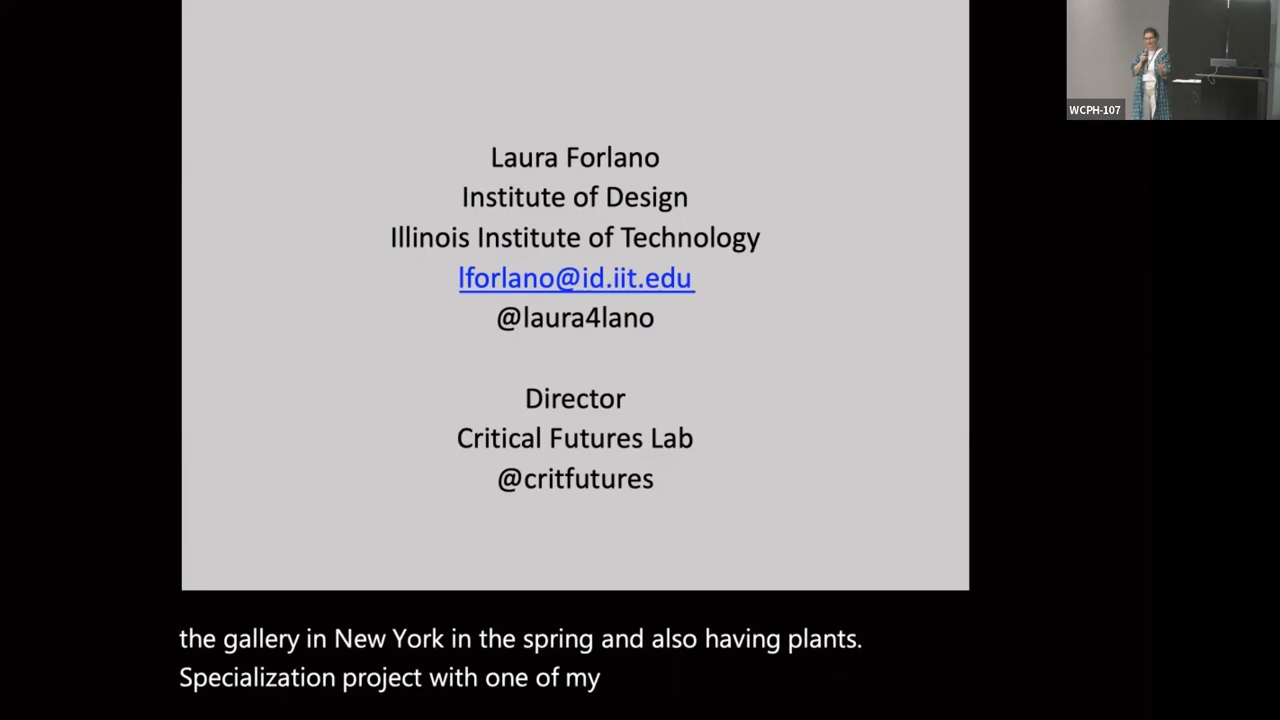 WCPH-107
Laura Forlano
Institute of Design
Illinois Institute of Technology
lforlano@id.iit.edu
@laura4lano
Director
Critical Futures Lab
@critfutures
the gallery in New York in the spring and also having plants.
Specialization project with one of my